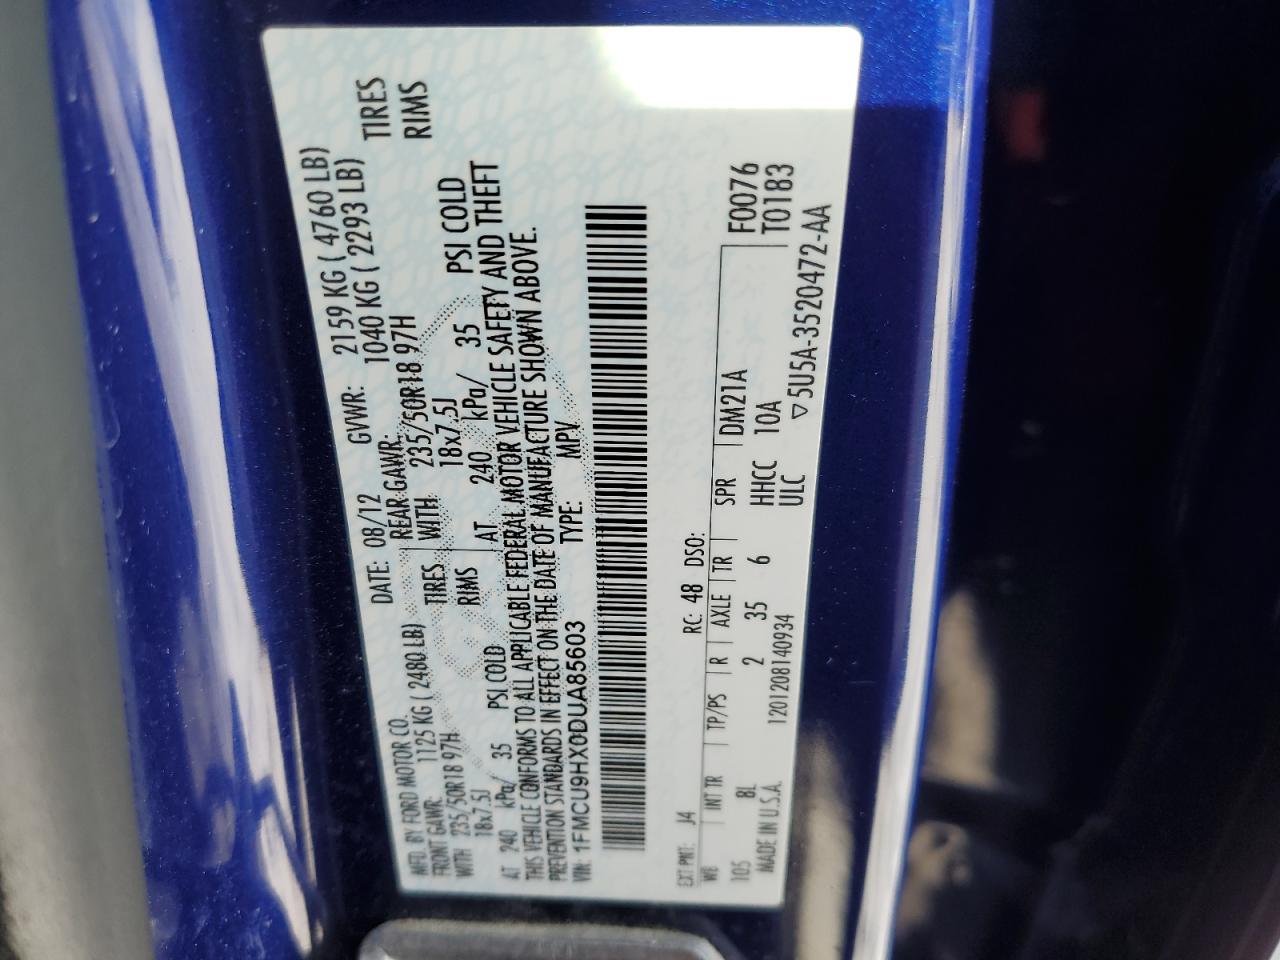 MFD. BY FORD MOTOR CO.
DATE: 08/12 GVWR: 2159 KG ( 4760 LB)
FRONT GAWR: 1125 KG ( 2480 LB) REAR GAWR: 1040 KG ( 2293 LB)
WITH 235/50R18 97H TIRES WITH 235/50R18 97H TIRES
18x7.5J RIMS 18x7.5J RIMS
AT 240 kPa/ 35 PSI COLD AT 240 kPa/ 35 PSI COLD
THIS VEHICLE CONFORMS TO ALL APPLICABLE FEDERAL MOTOR VEHICLE SAFETY AND THEFT
PREVENTION STANDARDS IN EFFECT ON THE DATE OF MANUFACTURE SHOWN ABOVE.
VIN: 1FMCU9HX0DUA85603 TYPE: MPV
EXT PNT: J4 RC: 48 DSO:
WB INT TR TP/PS R AXLE TR SPR DM21A F0076
105 8L 2 35 6 HHCC 10A T0183
MADE IN U.S.A. 1201208140934 ULC ▽5U5A-3520472-AA